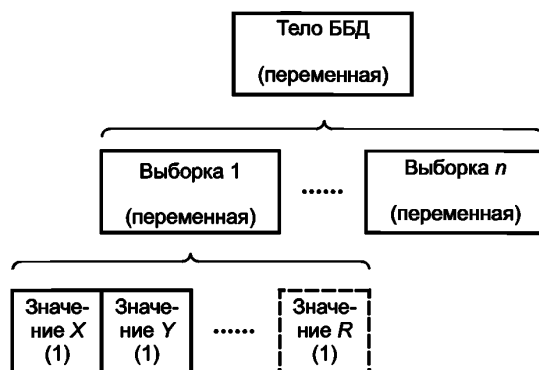 Тело ББД
(переменная)
Выборка 1
(переменная)
......
Выборка n
(переменная)
Значе-
ние X
(1)
Значе-
ние Y
(1)
......
Значе-
ние R
(1)